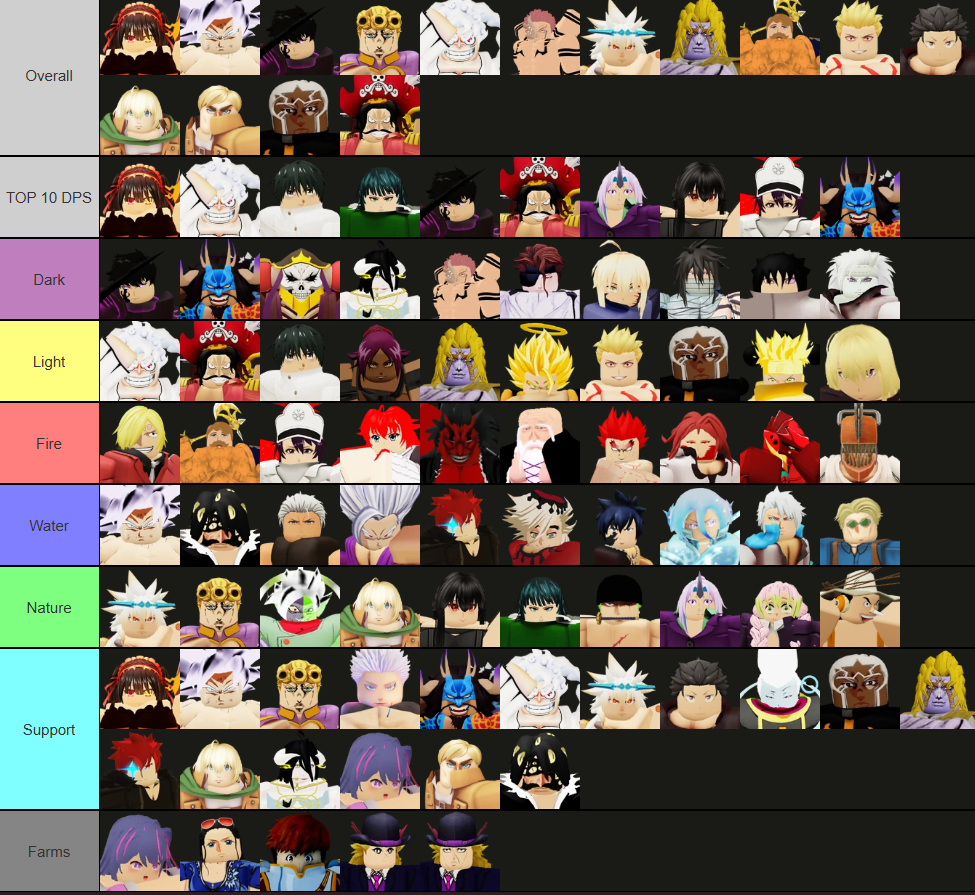 Overall
TOP 10 DPS
Dark
Light
Fire
Water
Nature
Support
Farms